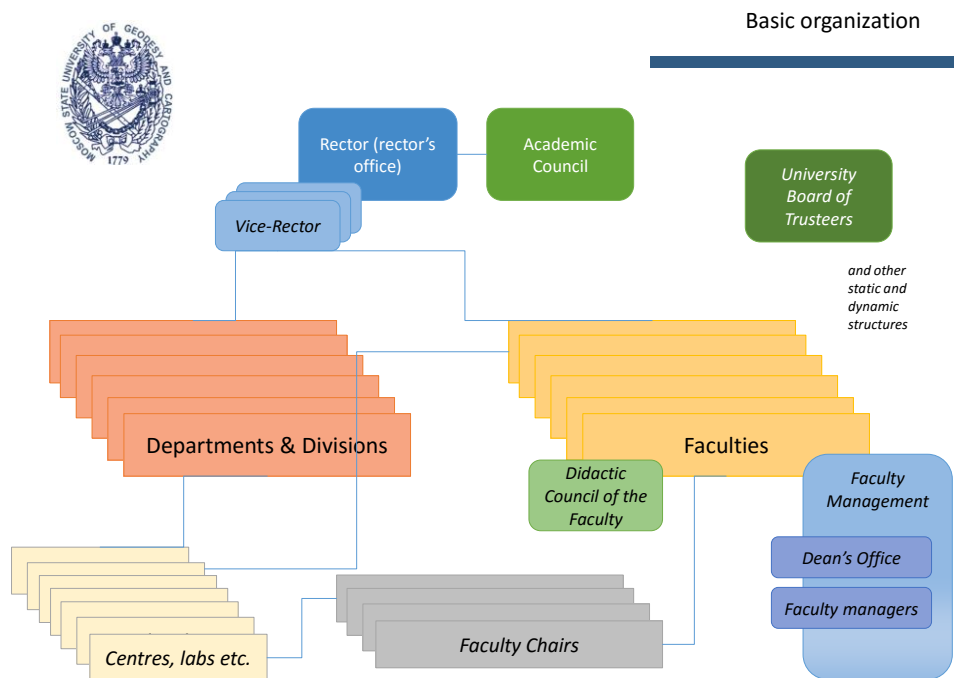 Basic organization
MOSCOW STATE UNIVERSITY OF GEODESY AND CARTOGRAPHY
1779
Rector (rector's
office)
Academic
Council
University
Board of
Trusteers
Vice-Rector
and other
static and
dynamic
structures
Departments & Divisions
Faculties
Didactic
Council of the
Faculty
Faculty
Management
Dean's Office
Faculty managers
Faculty Chairs
Centres, labs etc.